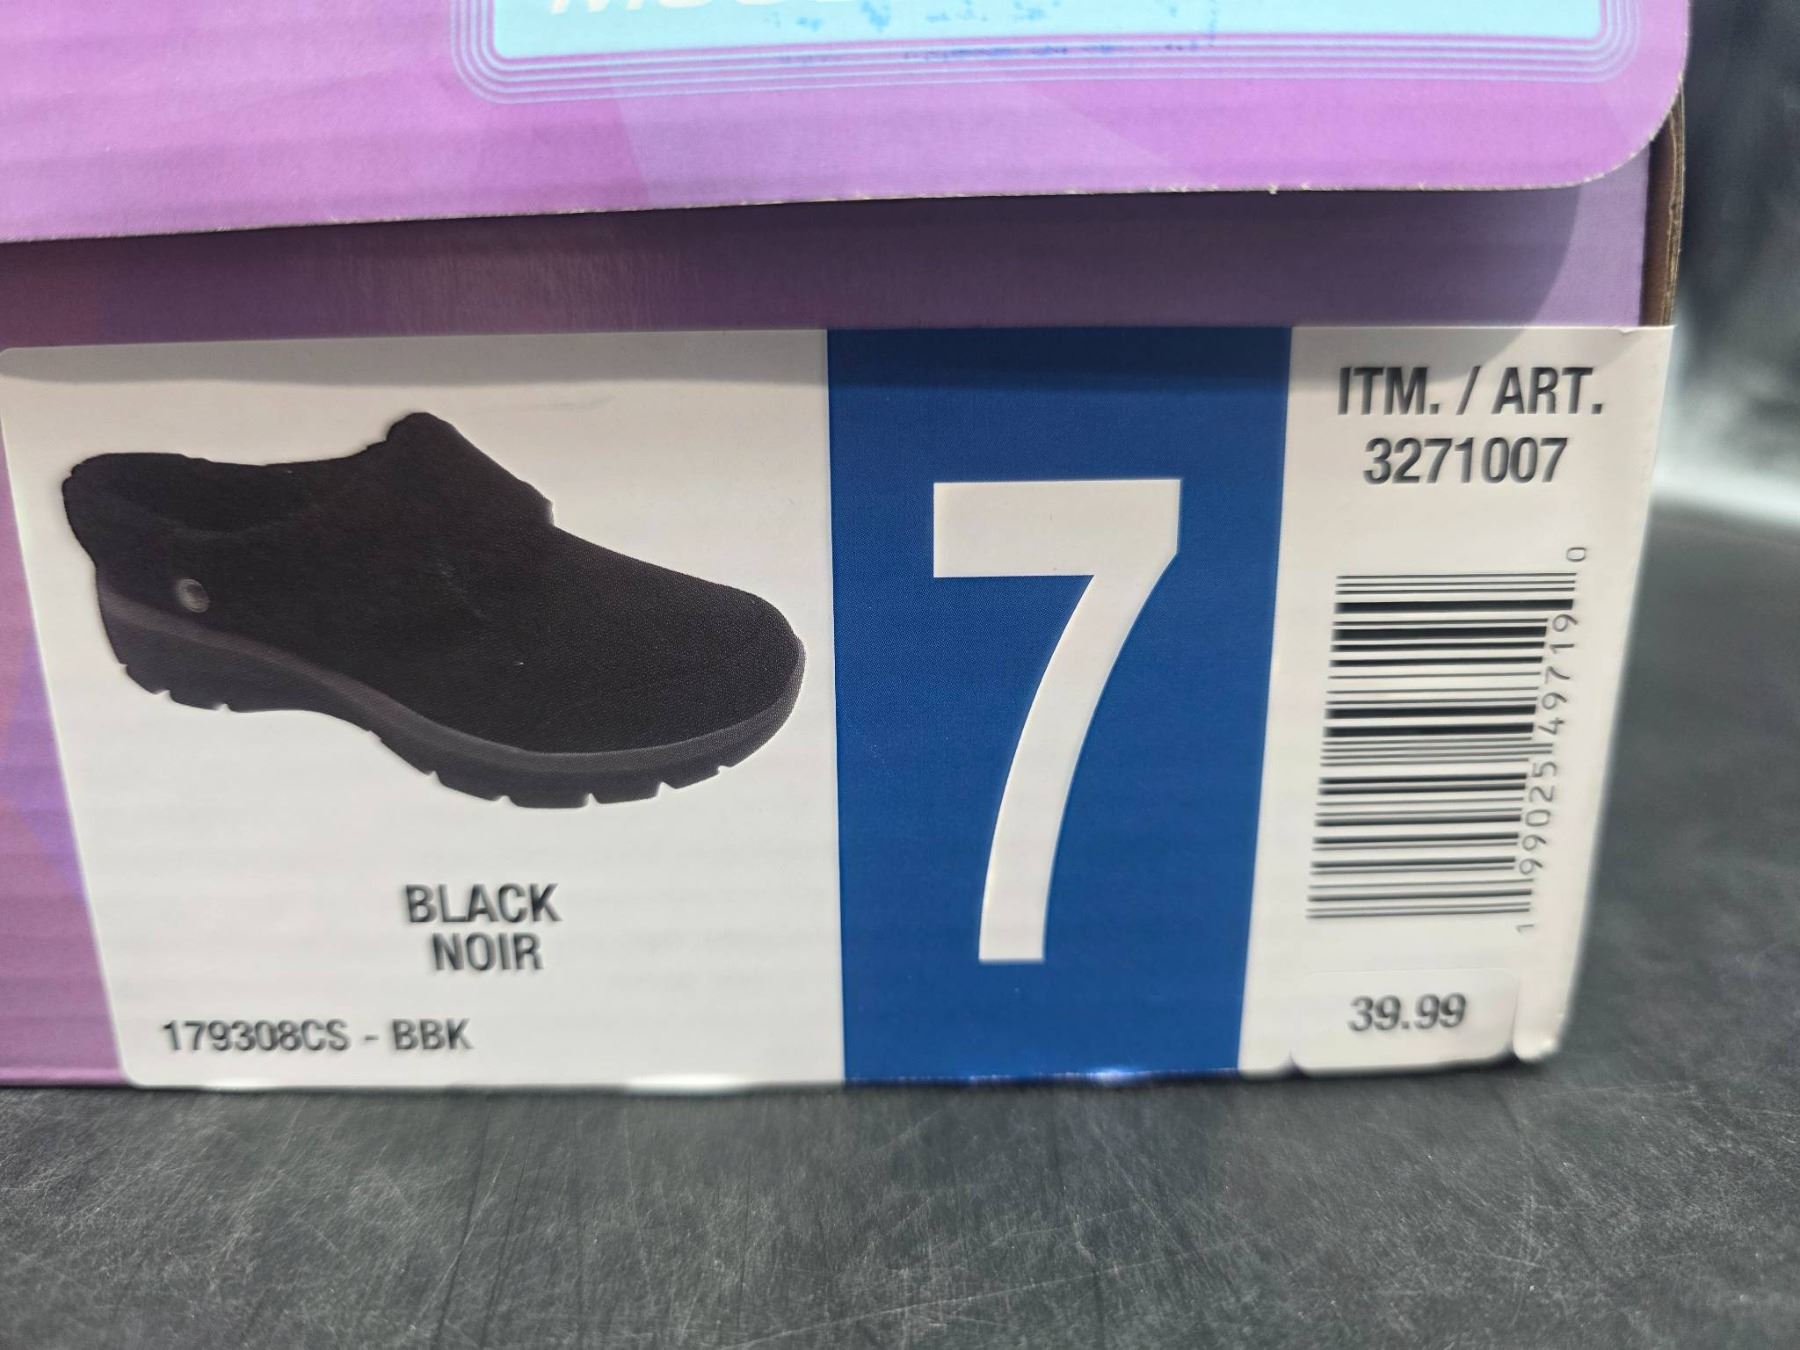 ITM. / ART.
3271007
7
BLACK
NOIR
179308CS - BBK
1 99025 49719 0
39.99